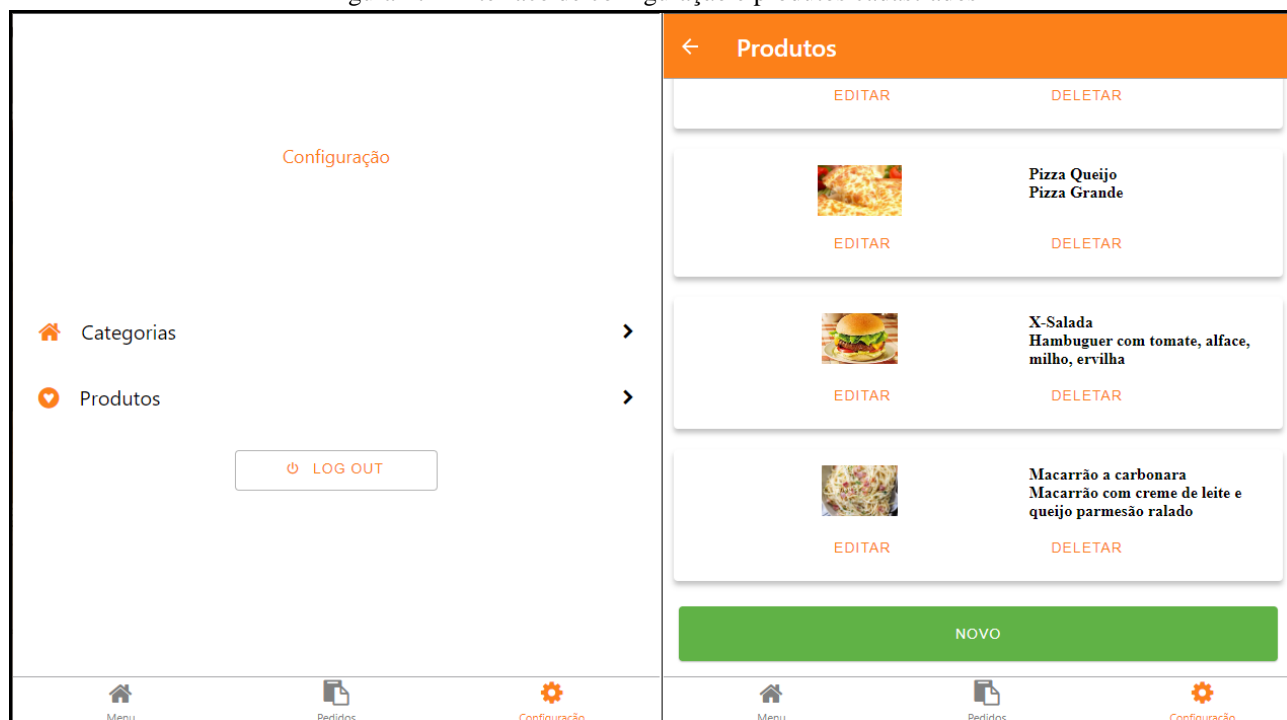 Configuração
Categorias
Produtos
LOG OUT
Menu
Pedidos
Configuração
Produtos
EDITAR DELETAR
Pizza Queijo
Pizza Grande
EDITAR DELETAR
X-Salada
Hambuguer com tomate, alface,
milho, ervilha
EDITAR DELETAR
Macarrão a carbonara
Macarrão com creme de leite e
queijo parmesão ralado
EDITAR DELETAR
NOVO
Menu
Pedidos
Configuração